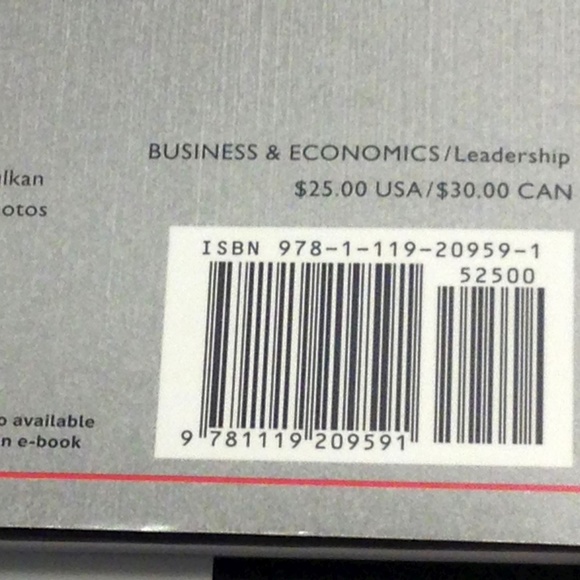 BUSINESS & ECONOMICS/Leadership
$25.00 USA/$30.00 CAN
lkan
otos
ISBN 978-1-119-20959-1
52500
9 781119 209591
o available
n e-book